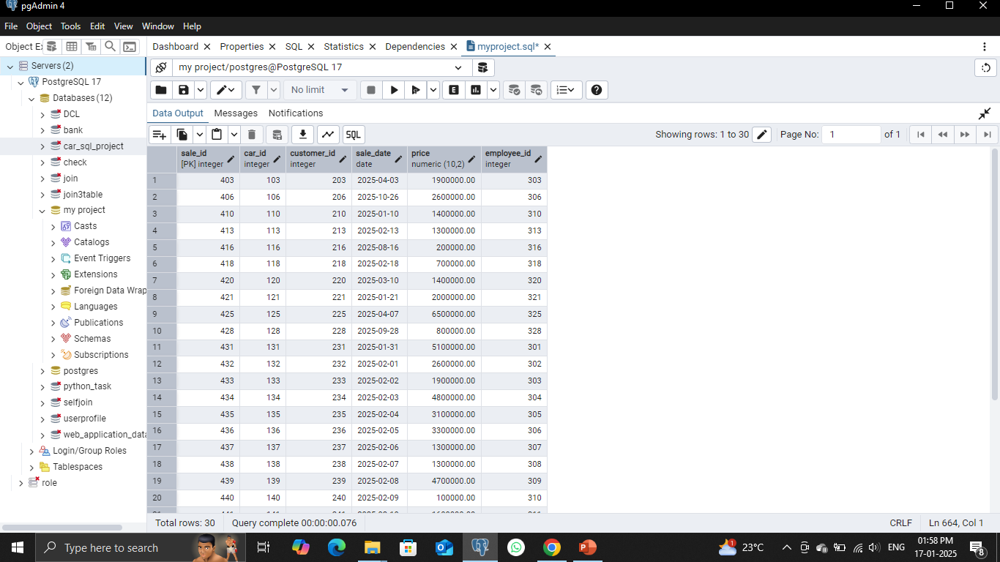 pgAdmin 4
File Object Tools Edit View Window Help
Object Ex
Dashboard Properties SQL Statistics Dependencies myproject.sql*
Servers (2)
PostgreSQL 17
Databases (12)
DCL
bank
car_sql_project
check
join
join3table
my project
Casts
Catalogs
Event Triggers
Extensions
Foreign Data Wrap
Languages
Publications
Schemas
Subscriptions
postgres
python_task
selfjoin
userprofile
web_application_data
Login/Group Roles
Tablespaces
role
my project/postgres@PostgreSQL 17
No limit
E
Data Output Messages Notifications
SQL
Showing rows: 1 to 30 Page No: 1 of 1
sale_id car_id customer_id sale_date price employee_id
[PK] integer integer integer date numeric (10,2) integer
1 403 103 203 2025-04-03 1900000.00 303
2 406 106 206 2025-10-26 2600000.00 306
3 410 110 210 2025-01-10 1400000.00 310
4 413 113 213 2025-02-13 1300000.00 313
5 416 116 216 2025-08-16 200000.00 316
6 418 118 218 2025-02-18 700000.00 318
7 420 120 220 2025-03-10 1400000.00 320
8 421 121 221 2025-01-21 2000000.00 321
9 425 125 225 2025-04-07 6500000.00 325
10 428 128 228 2025-09-28 800000.00 328
11 431 131 231 2025-01-31 5100000.00 301
12 432 132 232 2025-02-01 2600000.00 302
13 433 133 233 2025-02-02 1900000.00 303
14 434 134 234 2025-02-03 4800000.00 304
15 435 135 235 2025-02-04 3100000.00 305
16 436 136 236 2025-02-05 3300000.00 306
17 437 137 237 2025-02-06 1300000.00 307
18 438 138 238 2025-02-07 1300000.00 308
19 439 139 239 2025-02-08 4700000.00 309
20 440 140 240 2025-02-09 100000.00 310
Total rows: 30 Query complete 00:00:00.076 CRLF Ln 664, Col 1
Type here to search
1
23°C
ENG
01:58 PM
17-01-2025
8